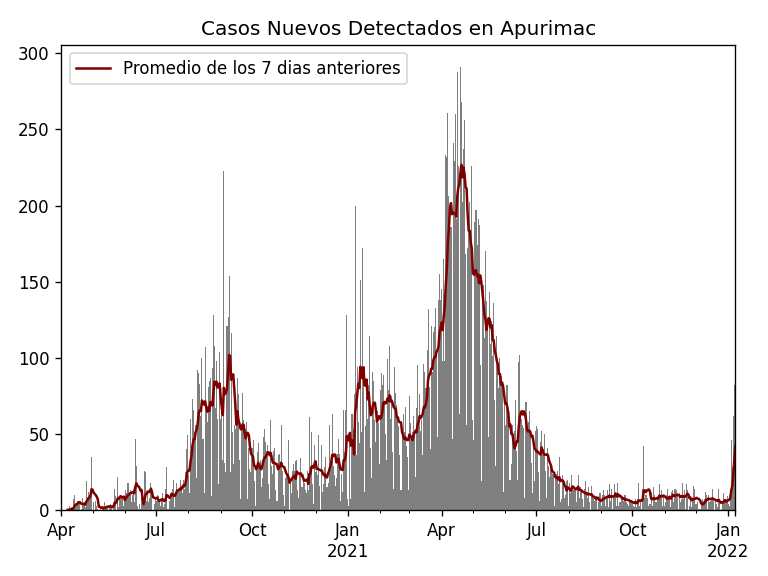 Casos Nuevos Detectados en Apurimac
Promedio de los 7 dias anteriores
300
250
200
150
100
50
0
Apr Jul Oct Jan Apr Jul Oct Jan
2021 2022